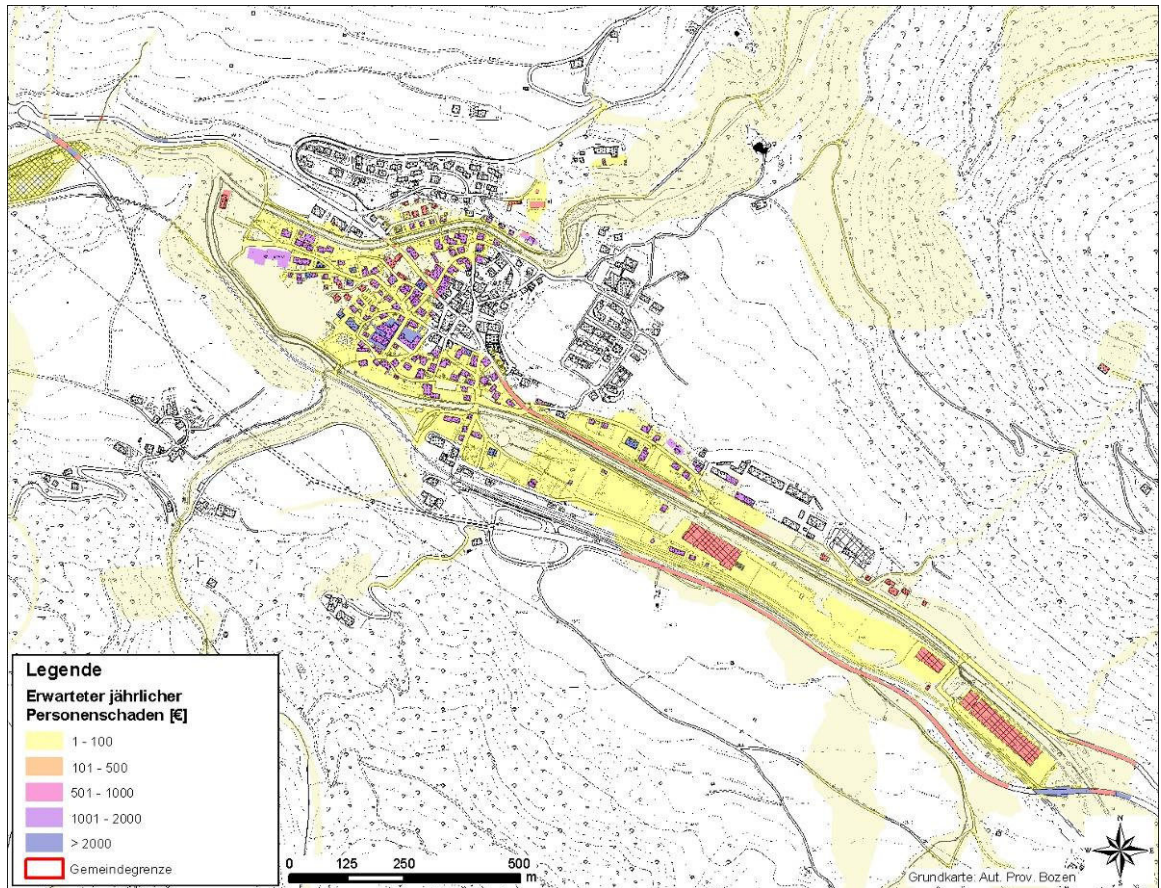 Legende
Erwarteter jährlicher
Personenschaden [€]
1 - 100
101 - 500
501 - 1000
1001 - 2000
> 2000
Gemeindegrenze
0 125 250 500
m
N
W E
Grundkarte: Aut. Prov. Bozen